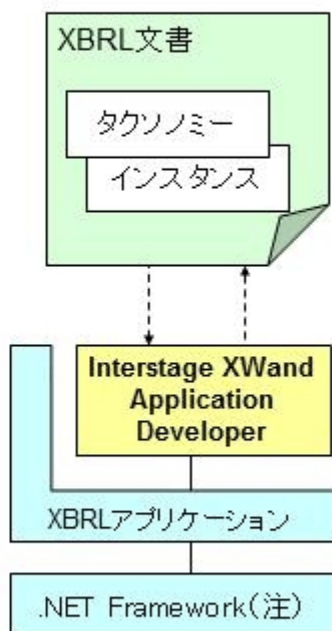 XBRL文書
タクソノミー
インスタンス
Interstage XWand
Application
Developer
XBRLアプリケーション
.NET Framework(注)